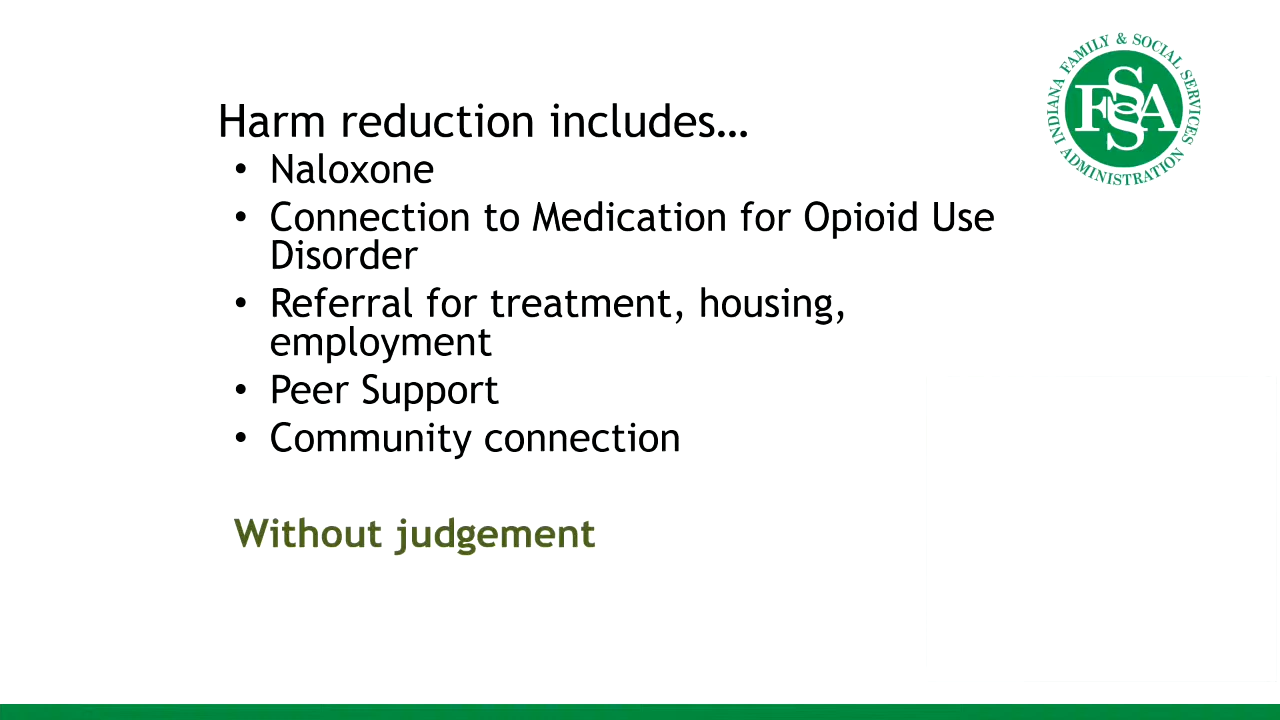 Harm reduction includes…
• Naloxone
• Connection to Medication for Opioid Use
Disorder
• Referral for treatment, housing,
employment
• Peer Support
• Community connection
Without judgement
INDIANA FAMILY & SOCIAL SERVICES ADMINISTRATION
FSSA